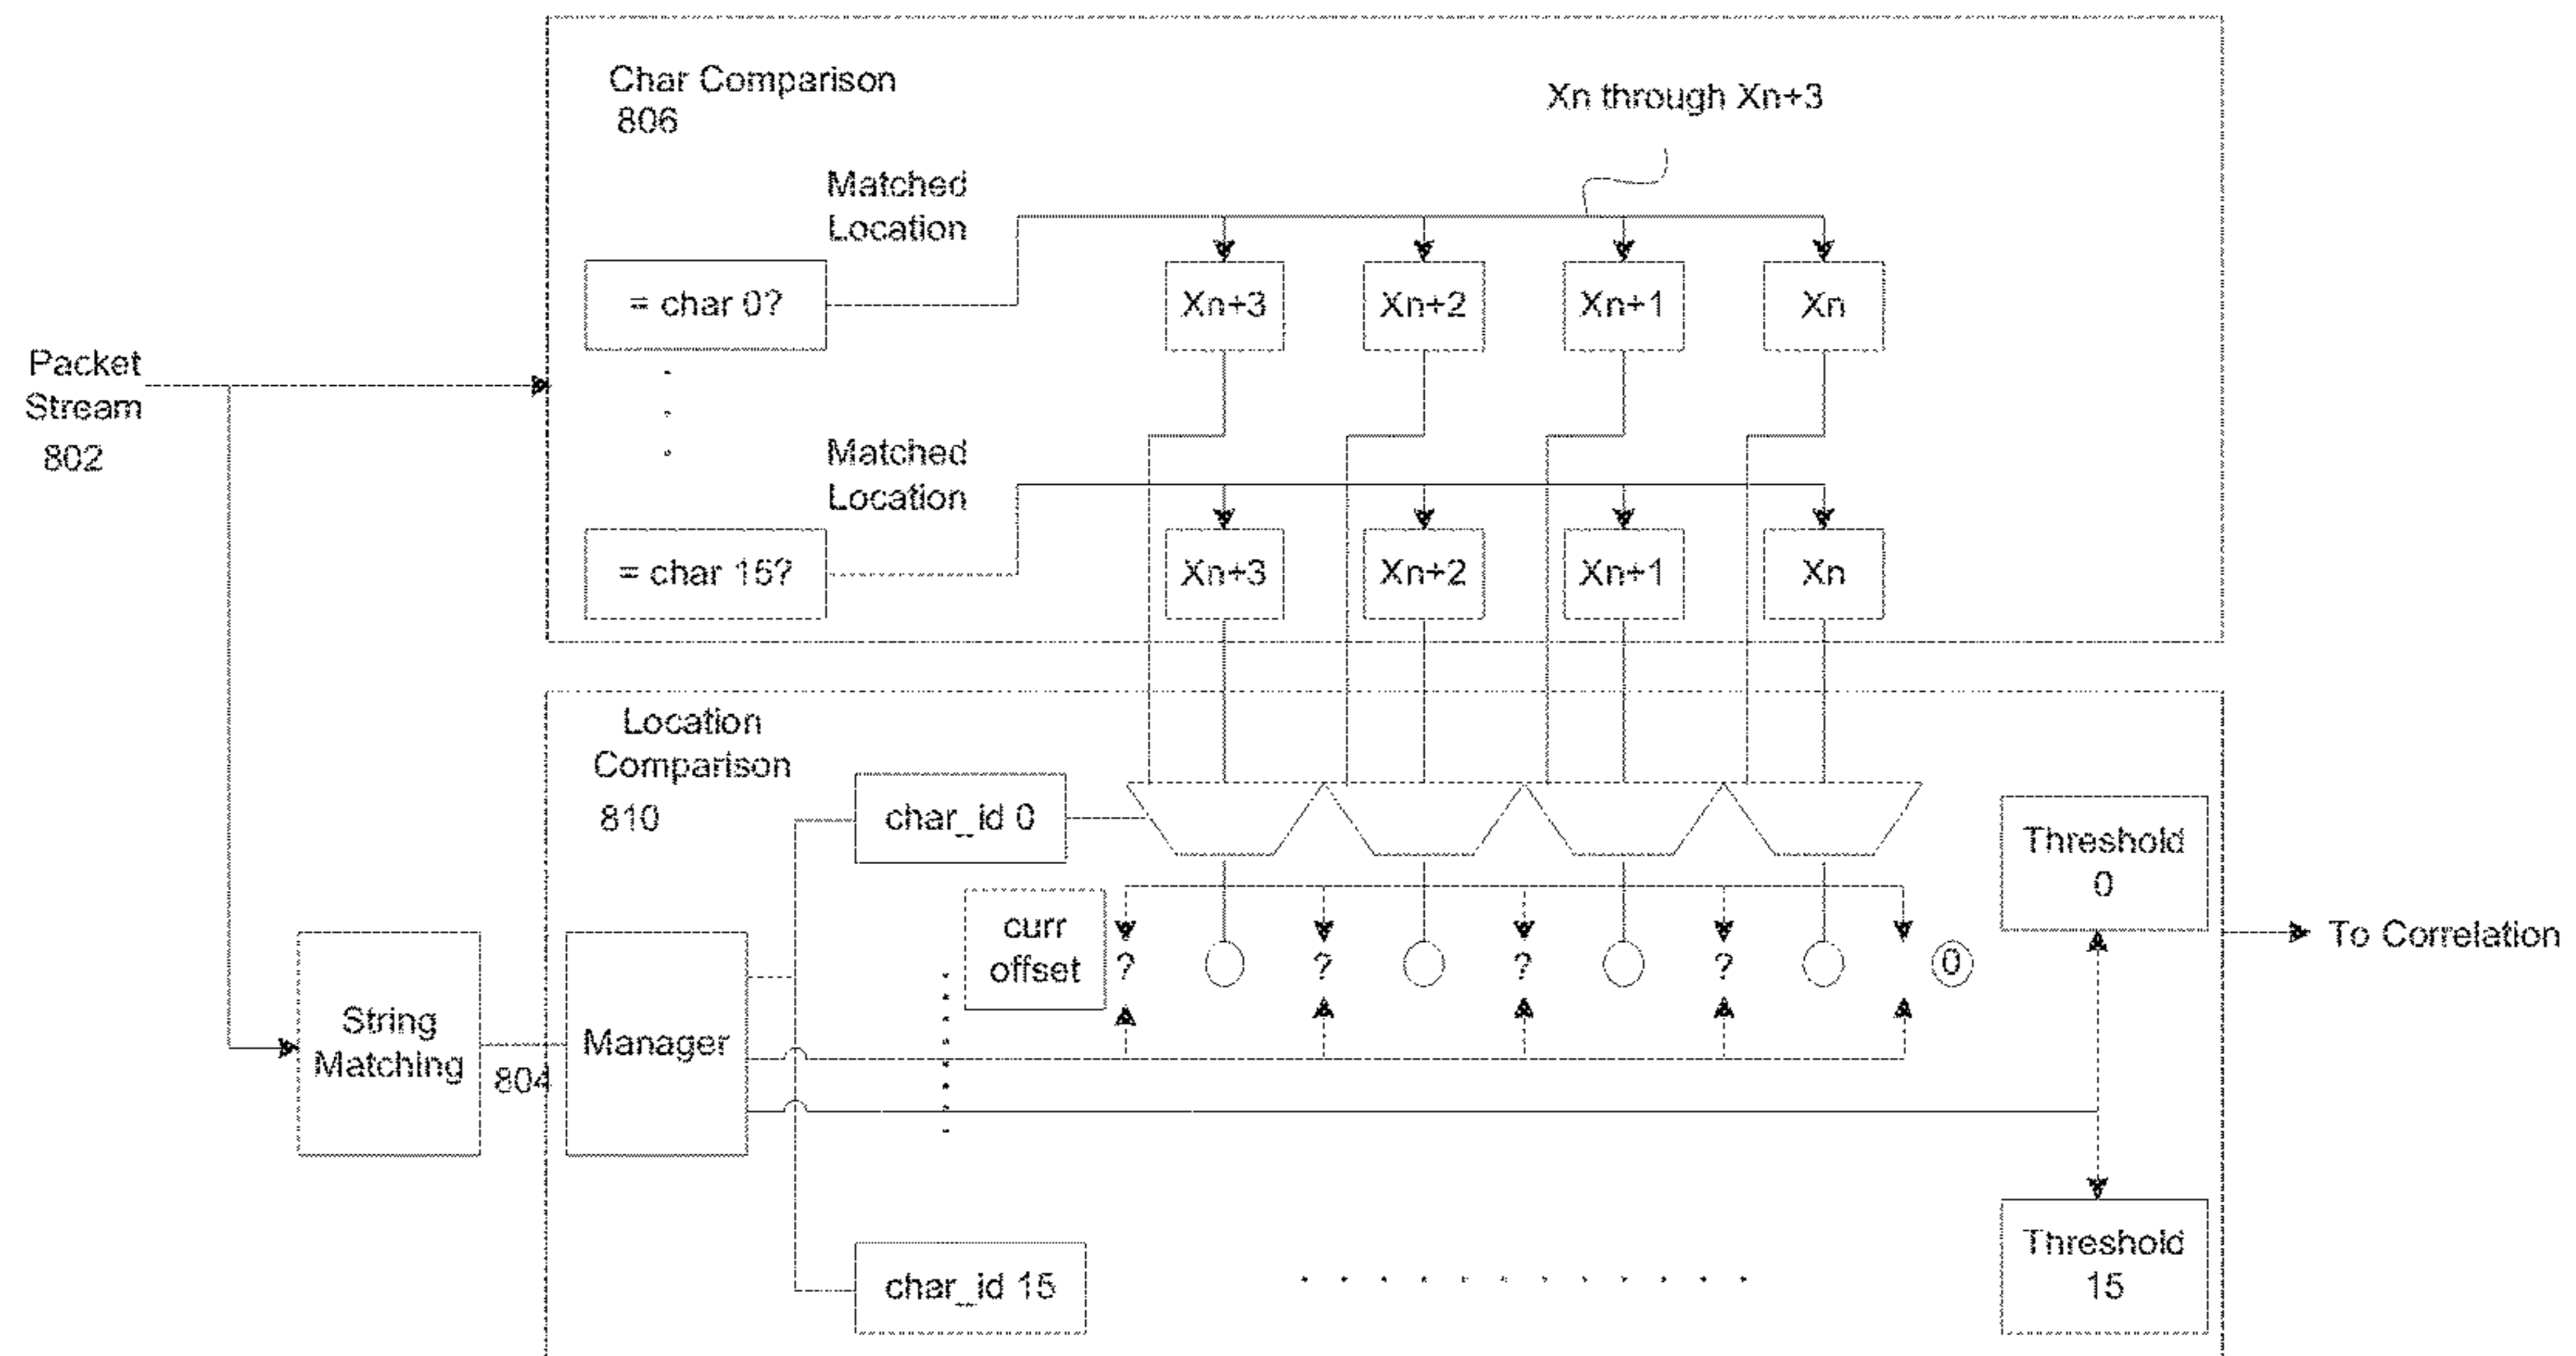 Char Comparison
806
Xn through Xn+3
Matched
Location
= char 0?
Xn+3
Xn+2
Xn+1
Xn
Packet
Stream
802
Matched
Location
= char 15?
Xn+3
Xn+2
Xn+1
Xn
Location
Comparison
810
char_id 0
Threshold
0
curr
offset
?
?
?
?
0
To Correlation
String
Matching
804
Manager
char_id 15
Threshold
15